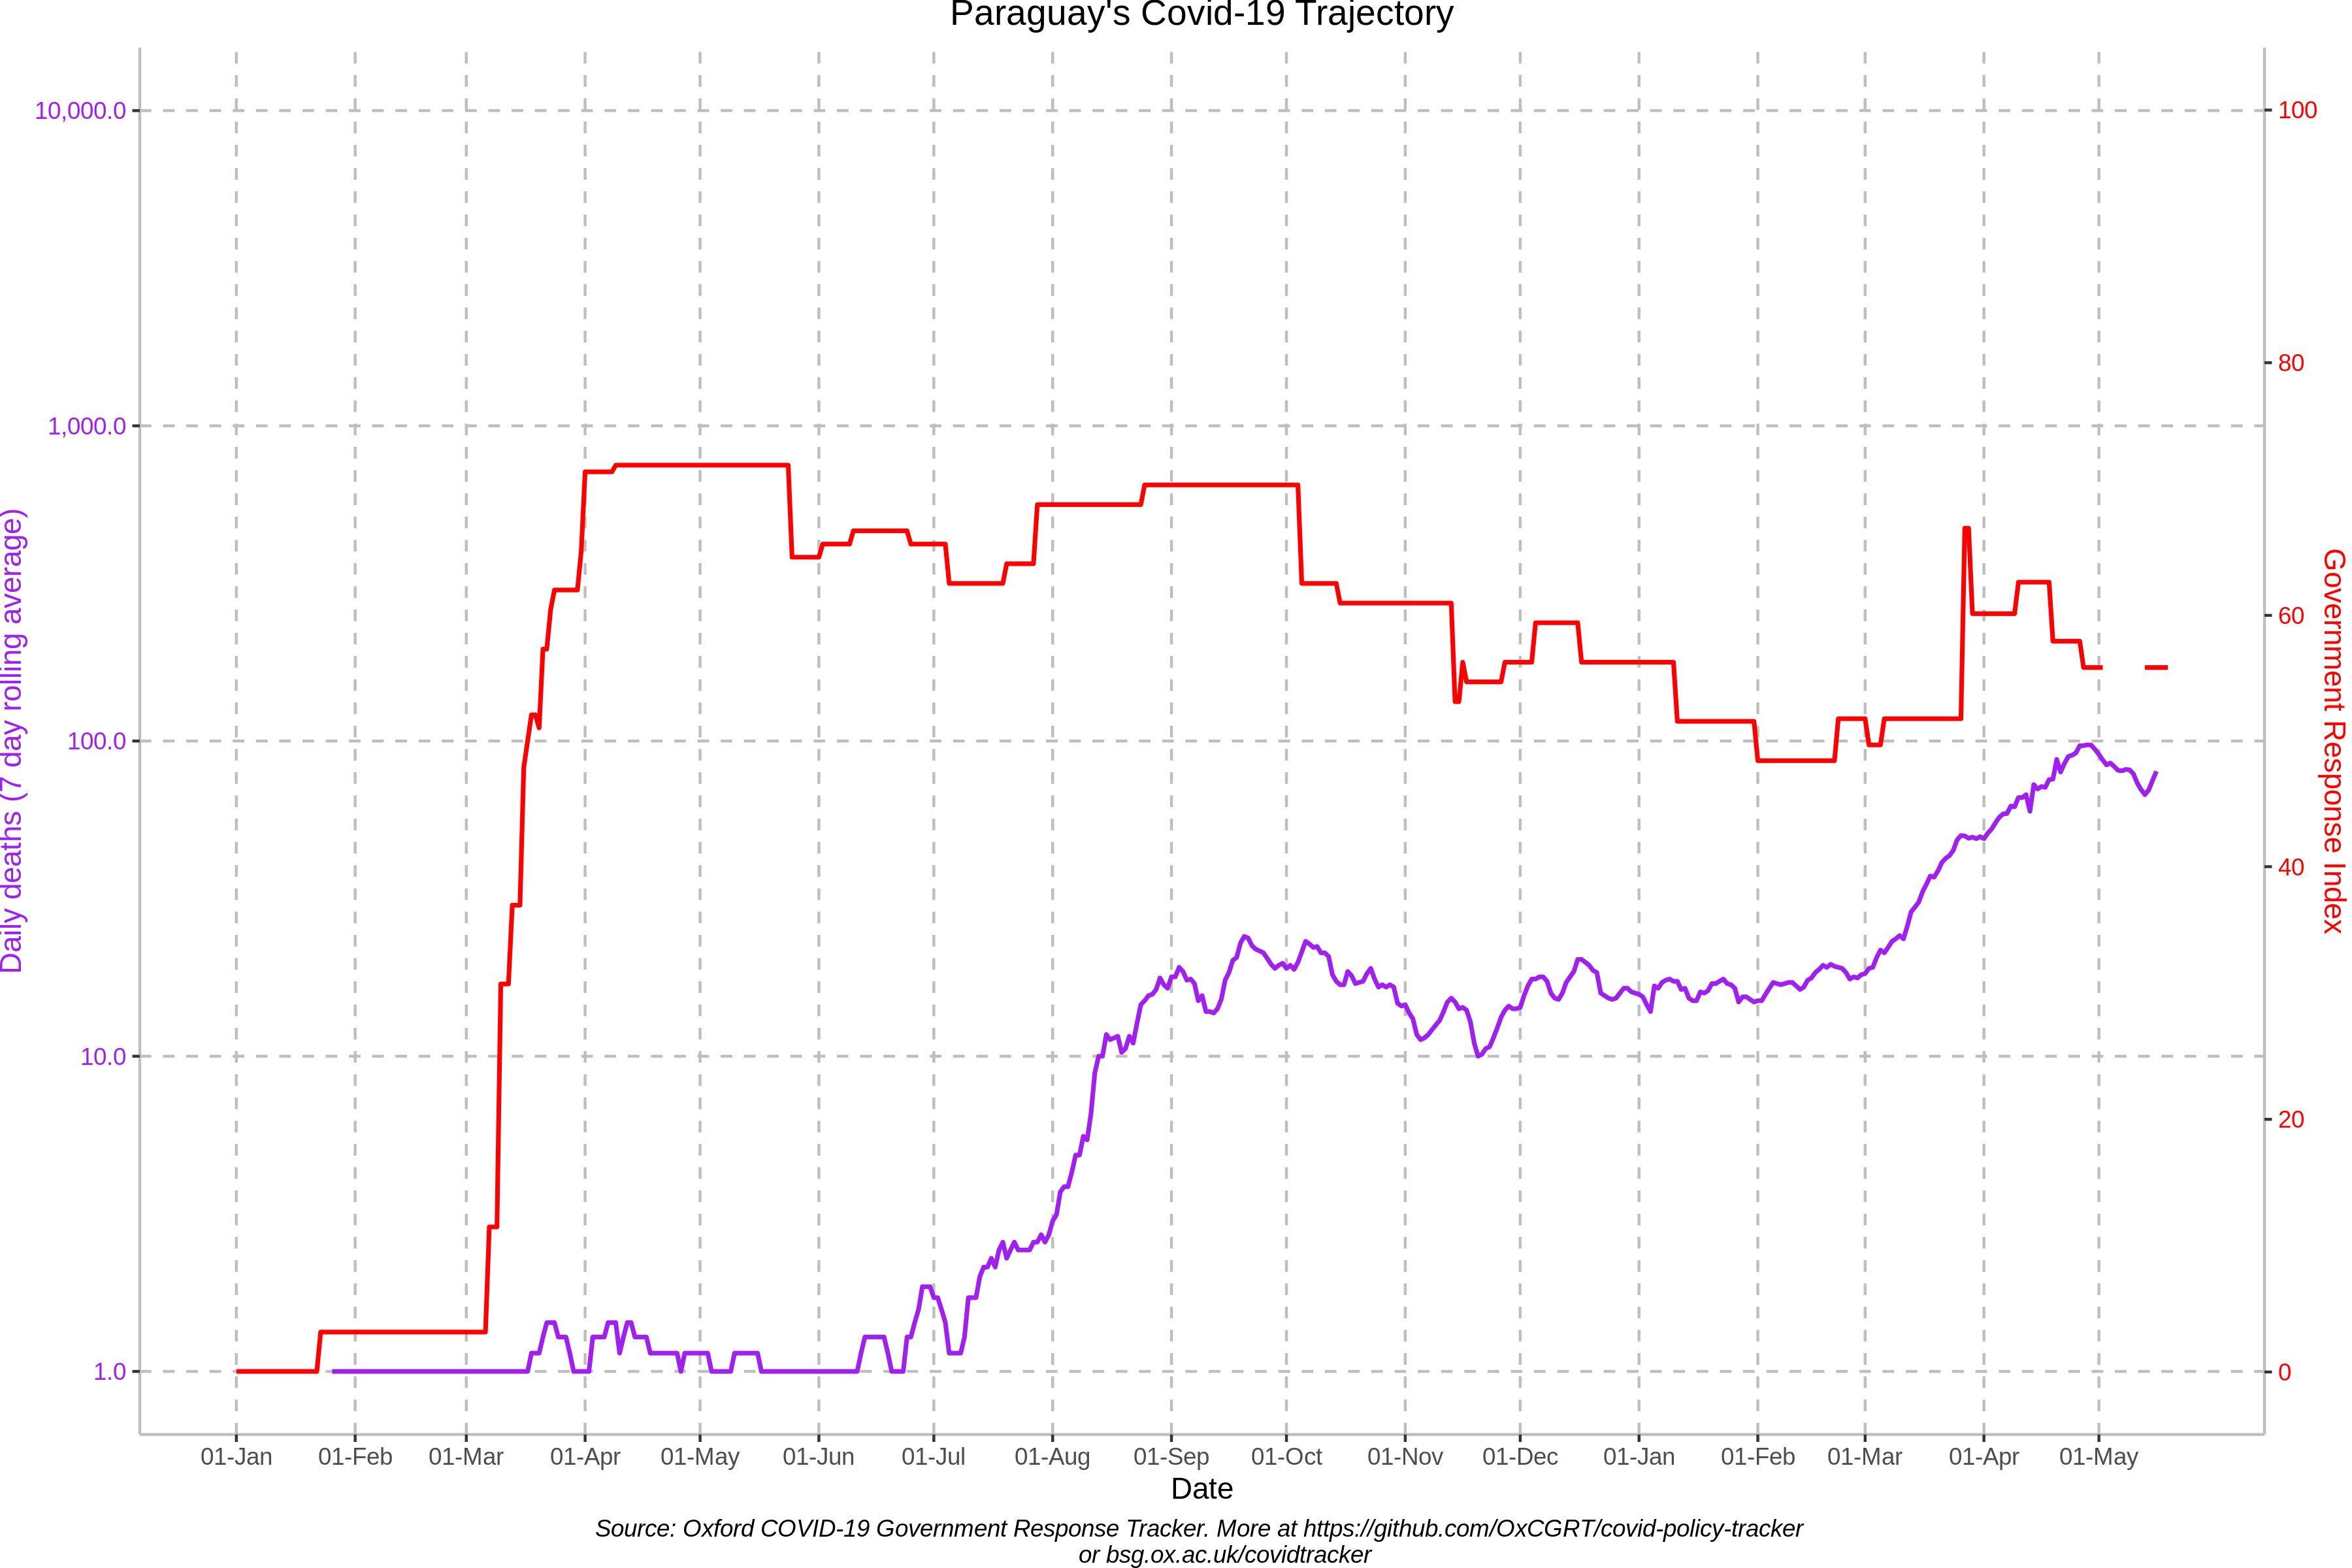 Paraguay's Covid-19 Trajectory
10,000.0
1,000.0
100.0
10.0
1.0
Daily deaths (7 day rolling average)
100
80
60
40
20
0
Government Response Index
01-Jan 01-Feb 01-Mar 01-Apr 01-May 01-Jun 01-Jul 01-Aug 01-Sep 01-Oct 01-Nov 01-Dec 01-Jan 01-Feb 01-Mar 01-Apr 01-May
Date
Source: Oxford COVID-19 Government Response Tracker. More at https://github.com/OxCGRT/covid-policy-tracker
or bsg.ox.ac.uk/covidtracker